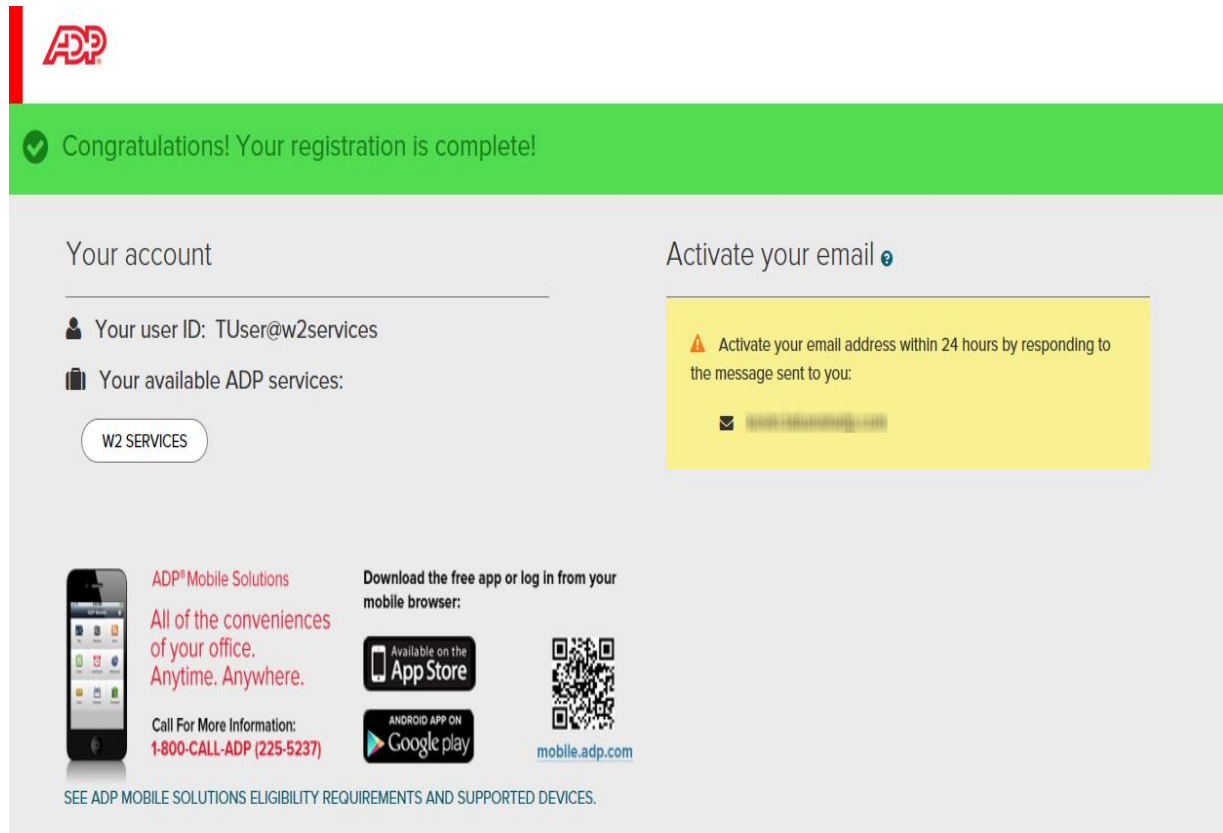 ADP
Congratulations! Your registration is complete!
Your account
Your user ID: TUser@w2services
Your available ADP services:
W2 SERVICES
Activate your email
Activate your email address within 24 hours by responding to
the message sent to you:
ADP® Mobile Solutions
All of the conveniences
of your office.
Anytime. Anywhere.
Call For More Information:
1-800-CALL-ADP (225-5237)
Download the free app or log in from your
mobile browser:
Available on the
App Store
ANDROID APP ON
Google play
mobile.adp.com
SEE ADP MOBILE SOLUTIONS ELIGIBILITY REQUIREMENTS AND SUPPORTED DEVICES.